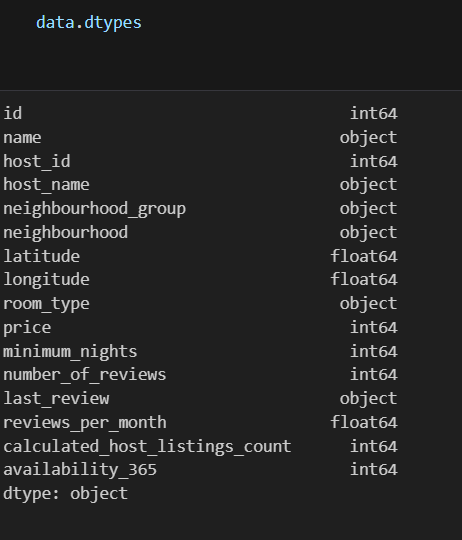 data.dtypes
id int64
name object
host_id int64
host_name object
neighbourhood_group object
neighbourhood object
latitude float64
longitude float64
room_type object
price int64
minimum_nights int64
number_of_reviews int64
last_review object
reviews_per_month float64
calculated_host_listings_count int64
availability_365 int64
dtype: object